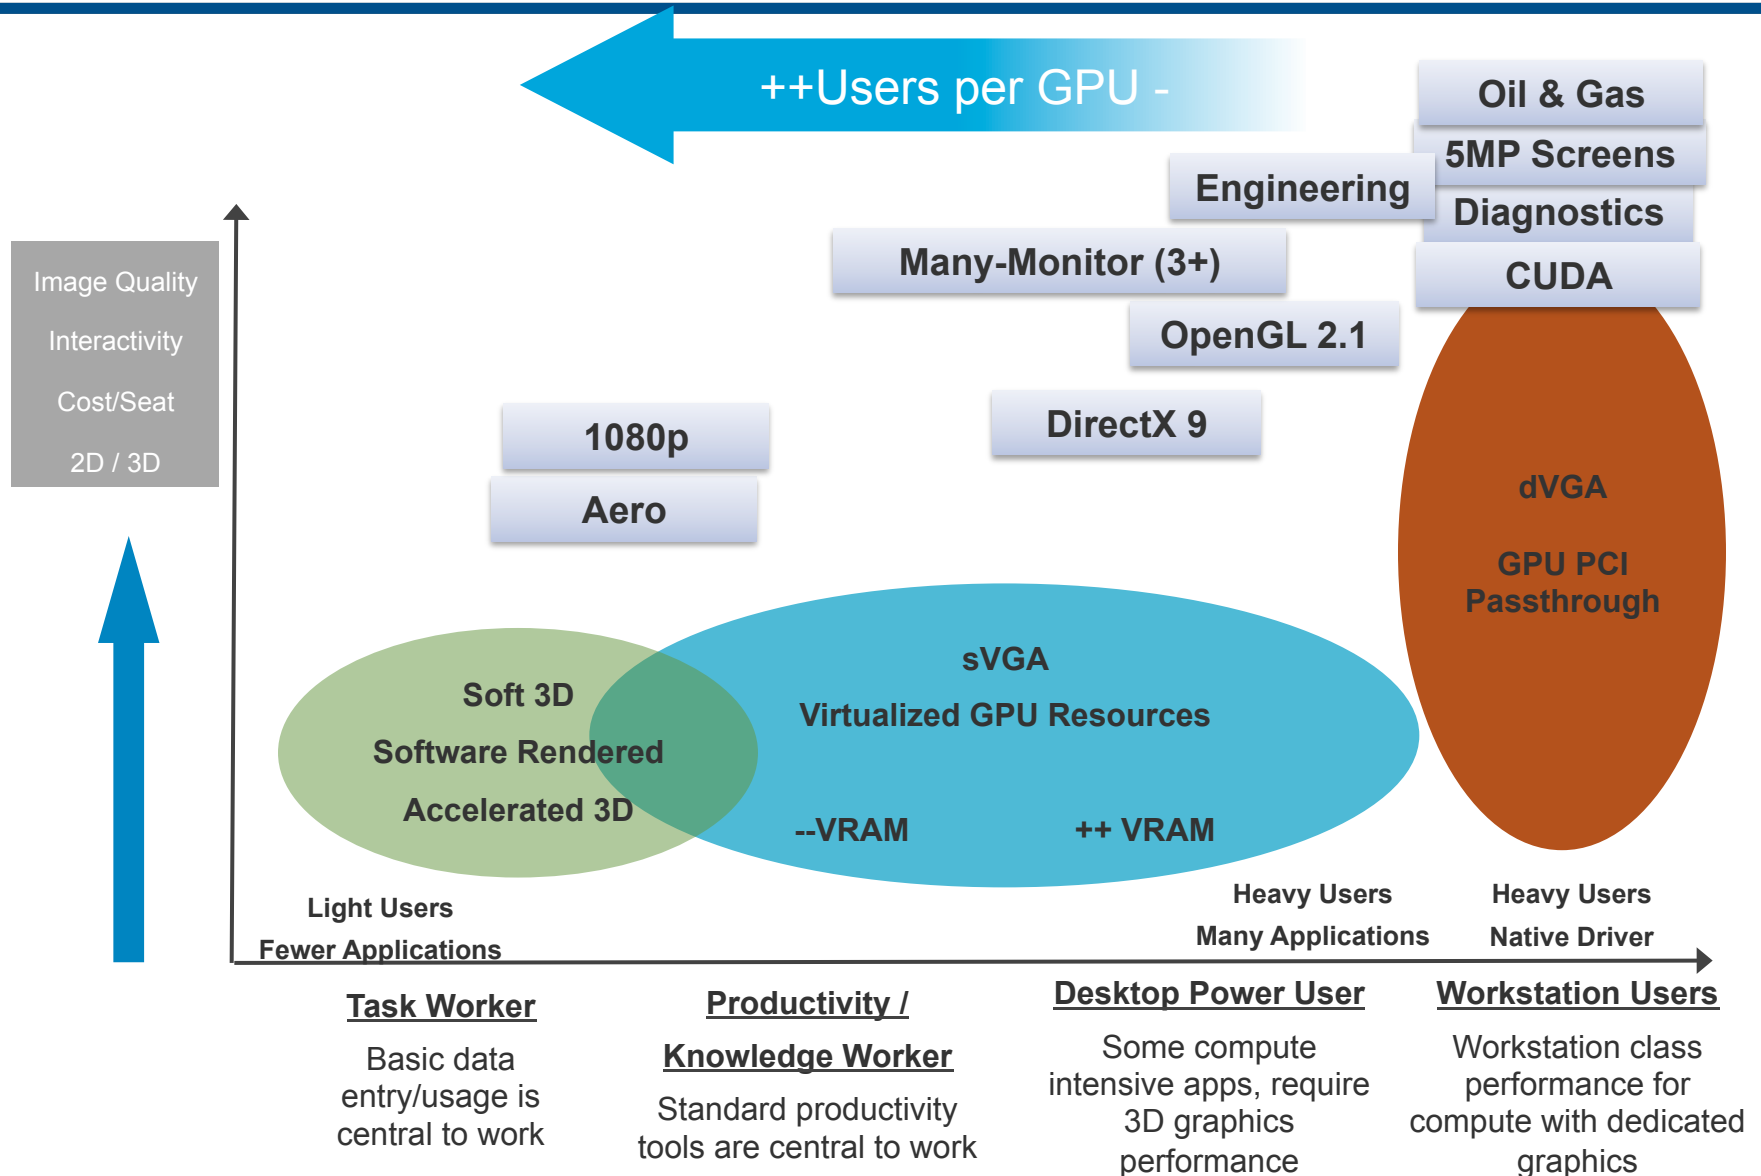 ++Users per GPU -
Oil & Gas
5MP Screens
Engineering
Diagnostics
Many-Monitor (3+)
CUDA
OpenGL 2.1
DirectX 9
1080p
Aero
Image Quality
Interactivity
Cost/Seat
2D / 3D
Soft 3D
Software Rendered
Accelerated 3D
sVGA
Virtualized GPU Resources
--VRAM
++ VRAM
dVGA
GPU PCI
Passthrough
Light Users
Fewer Applications
Heavy Users
Many Applications
Heavy Users
Native Driver
Task Worker
Basic data
entry/usage is
central to work
Productivity /
Knowledge Worker
Standard productivity
tools are central to work
Desktop Power User
Some compute
intensive apps, require
3D graphics
performance
Workstation Users
Workstation class
performance for
compute with dedicated
graphics